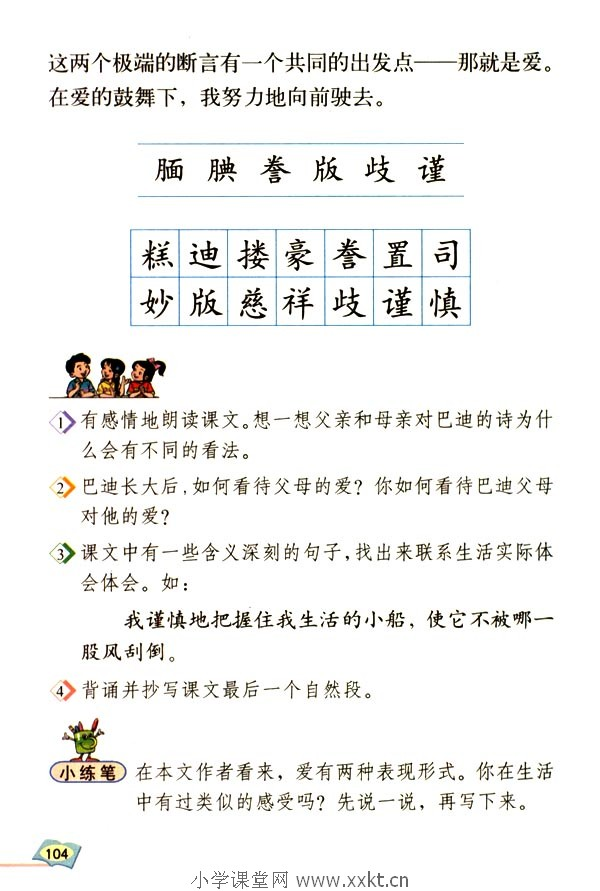 这两个极端的断言有一个共同的出发点——那就是爱。
在爱的鼓舞下，我努力地向前驶去。
腼 腆 誊 版 歧 谨
糕 迪 搂 豪 誊 置 司
妙 版 慈 祥 歧 谨 慎
1 有感情地朗读课文。想一想父亲和母亲对巴迪的诗为什
么会有不同的看法。
2 巴迪长大后，如何看待父母的爱？你如何看待巴迪父母
对他的爱？
3 课文中有一些含义深刻的句子，找出来联系生活实际体
会体会。如：
我谨慎地把握住我生活的小船，使它不被哪一
股风刮倒。
4 背诵并抄写课文最后一个自然段。
小练笔 在本文作者看来，爱有两种表现形式。你在生活
中有过类似的感受吗？先说一说，再写下来。
104
小学课堂网 www.xxkt.cn